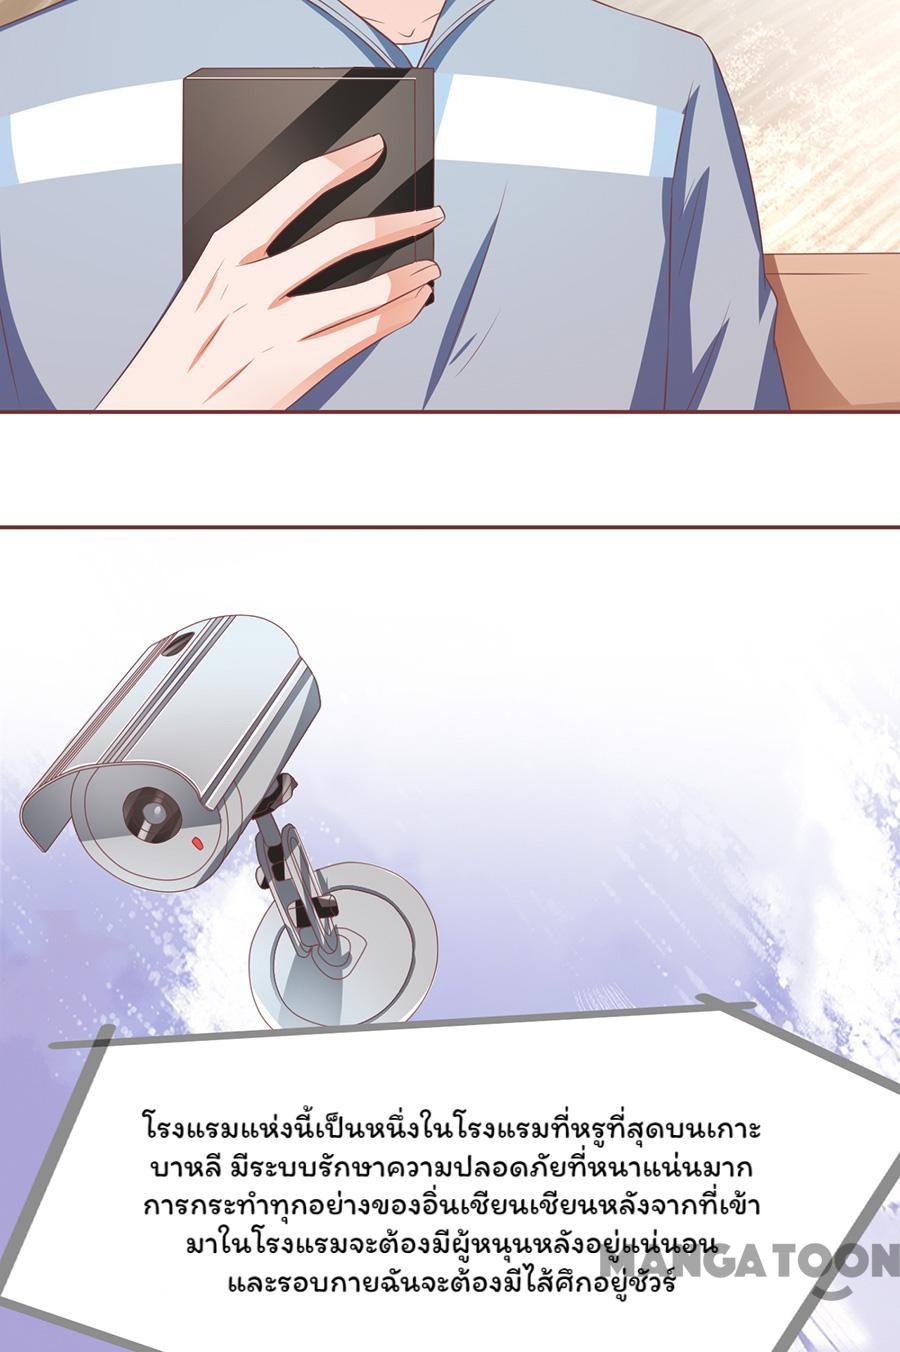 โรงแรมแห่งนี้เป็นหนึ่งในโรงแรมที่หรูที่สุดบนเกาะ
บาหลี มีระบบรักษาความปลอดภัยที่หนาแน่นมาก
การกระทำทุกอย่างของอิ่นเชียนเชียนหลังจากที่เข้า
มาในโรงแรมจะต้องมีผู้หนุนหลังอยู่แน่นอน
และรอบกายฉันจะต้องมีไส้ศึกอยู่ชัวร์
MANGATOON